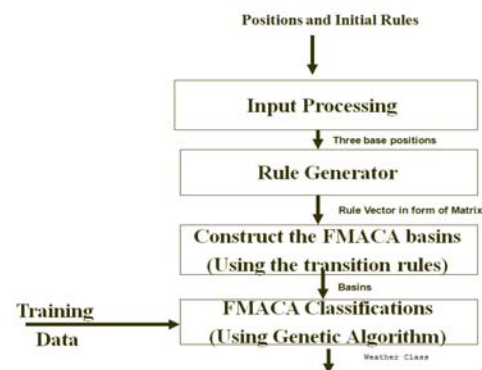 Positions and Initial Rules
Input Processing
Three base positions
Rule Generator
Rule Vector in form of Matrix
Construct the FMACA basins
(Using the transition rules)
Basins
Training
Data
FMACA Classifications
(Using Genetic Algorithm)
Weather Class